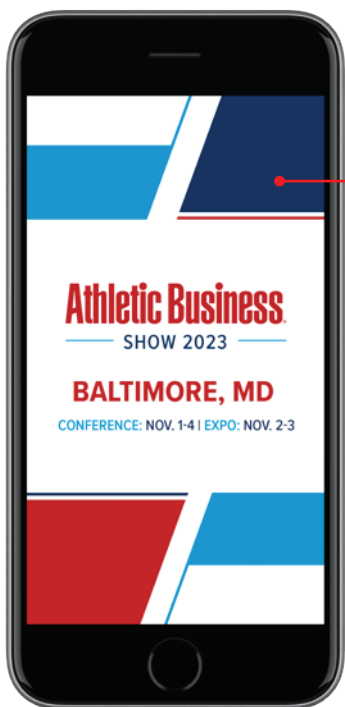 Athletic Business
SHOW 2023
BALTIMORE, MD
CONFERENCE: NOV. 1-4 | EXPO: NOV. 2-3